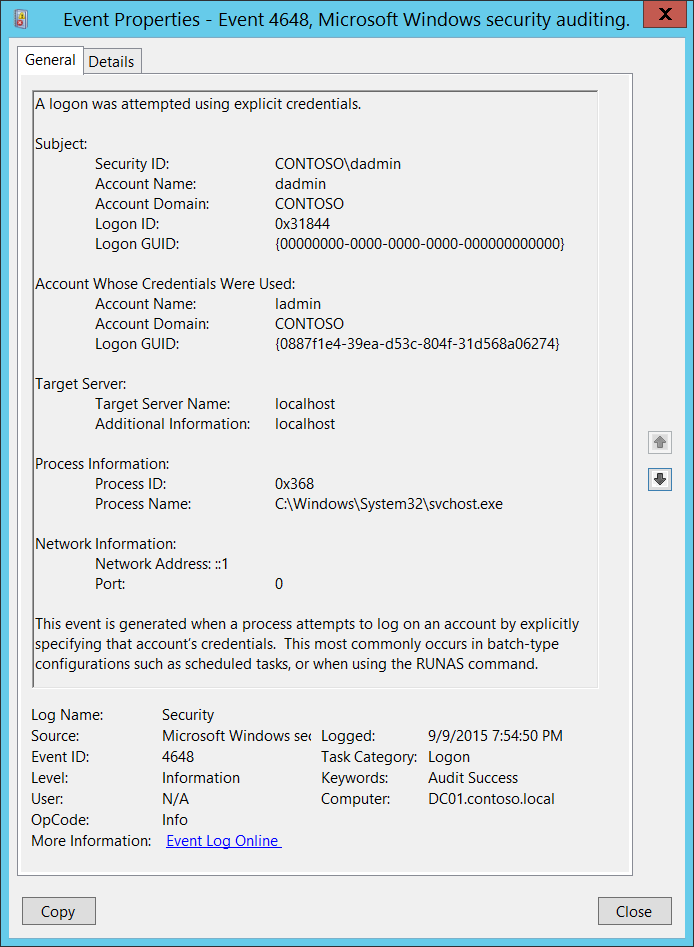 Event Properties - Event 4648, Microsoft Windows security auditing.
X
General Details
A logon was attempted using explicit credentials.
Subject:
Security ID: CONTOSO\dadmin
Account Name: dadmin
Account Domain: CONTOSO
Logon ID: 0x31844
Logon GUID: {00000000-0000-0000-0000-000000000000}
Account Whose Credentials Were Used:
Account Name: ladmin
Account Domain: CONTOSO
Logon GUID: {0887f1e4-39ea-d53c-804f-31d568a06274}
Target Server:
Target Server Name: localhost
Additional Information: localhost
Process Information:
Process ID: 0x368
Process Name: C:\Windows\System32\svchost.exe
Network Information:
Network Address: ::1
Port: 0
This event is generated when a process attempts to log on an account by explicitly
specifying that account’s credentials.  This most commonly occurs in batch-type
configurations such as scheduled tasks, or when using the RUNAS command.
Log Name: Security
Source: Microsoft Windows sec Logged: 9/9/2015 7:54:50 PM
Event ID: 4648 Task Category: Logon
Level: Information Keywords: Audit Success
User: N/A Computer: DC01.contoso.local
OpCode: Info
More Information: Event Log Online
Copy Close